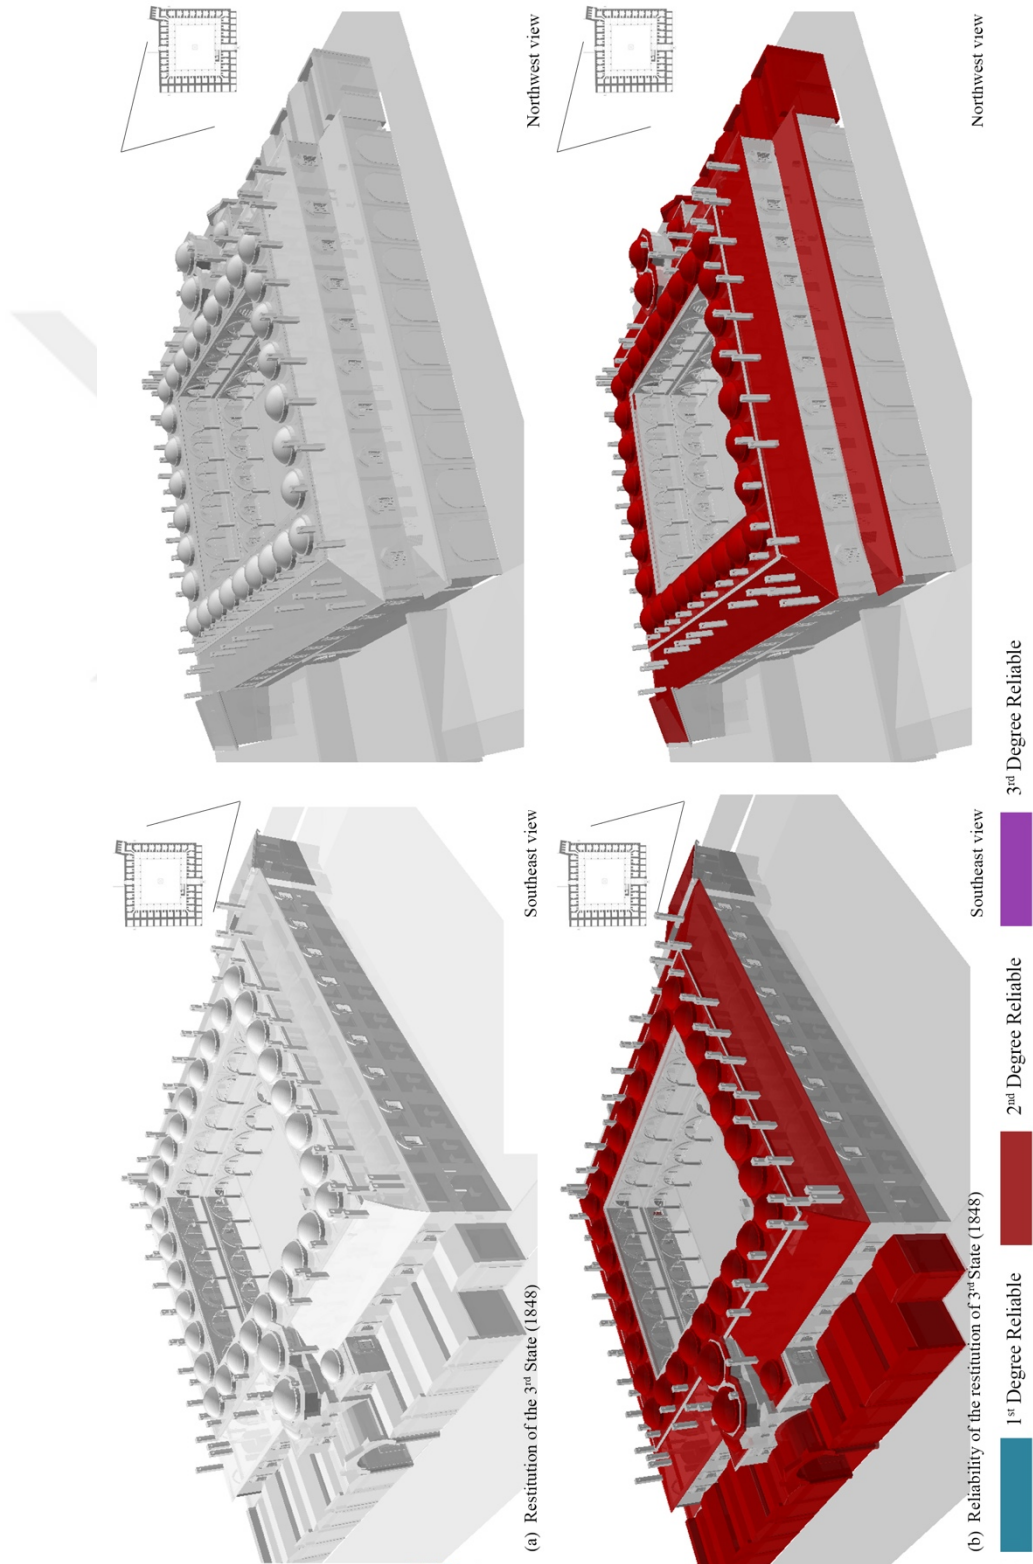 Southeast view
Northwest view
(a) Restitution of the 3rd State (1848)
Southeast view
Northwest view
(b) Reliability of the restitution of 3rd State (1848)
1st Degree Reliable
2nd Degree Reliable
3rd Degree Reliable